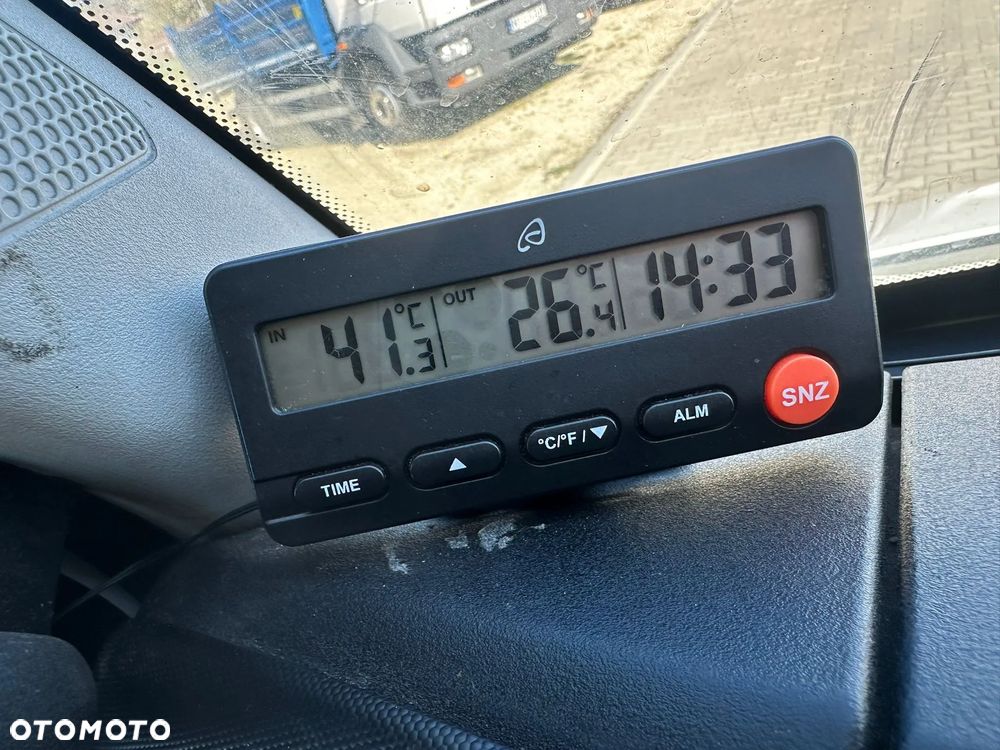 IN 41.3 °C OUT 26.4 °C 14:33
TIME ▲ °C/°F / ▼ ALM SNZ
OTOMOTO